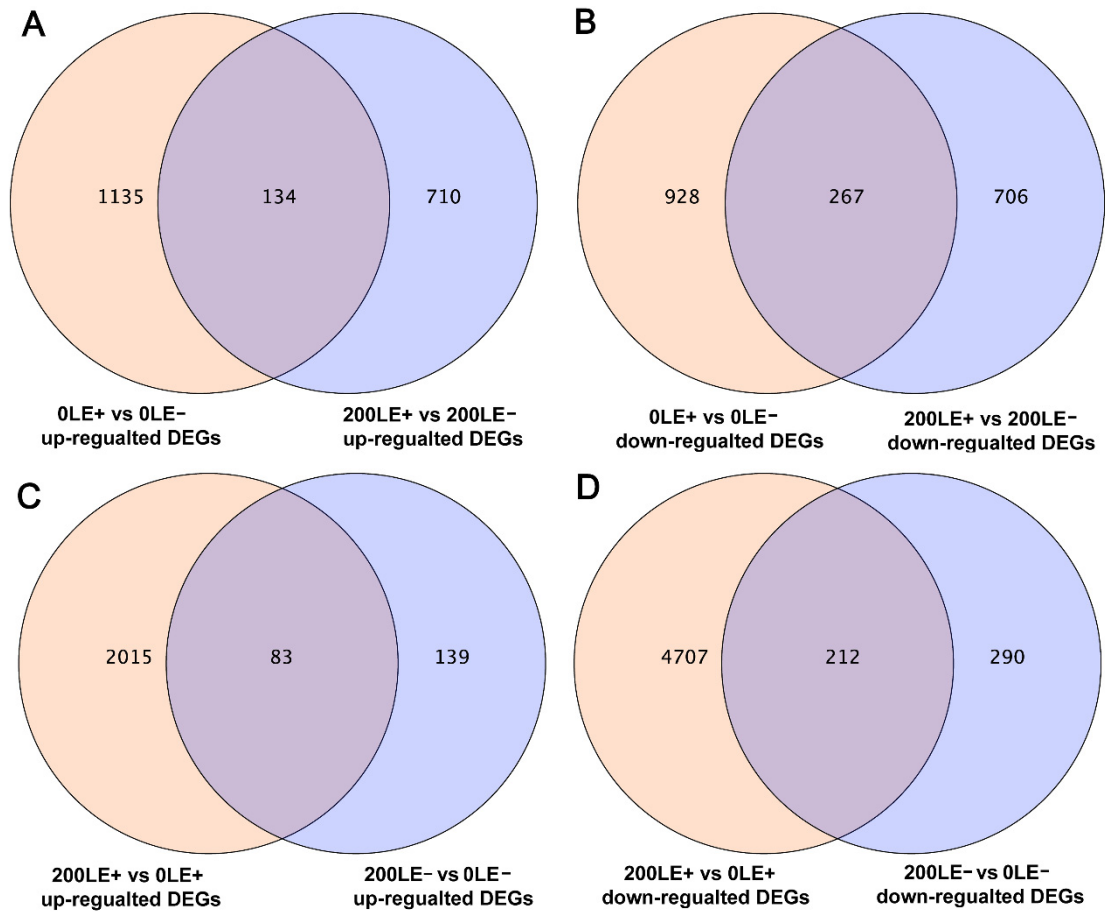 A
B
1135
134
710
928
267
706
0LE+ vs 0LE−
up-regualted DEGs
200LE+ vs 200LE−
up-regualted DEGs
0LE+ vs 0LE−
down-regualted DEGs
200LE+ vs 200LE−
down-regualted DEGs
C
D
2015
83
139
4707
212
290
200LE+ vs 0LE+
up-regualted DEGs
200LE− vs 0LE−
up-regualted DEGs
200LE+ vs 0LE+
down-regualted DEGs
200LE− vs 0LE−
down-regualted DEGs